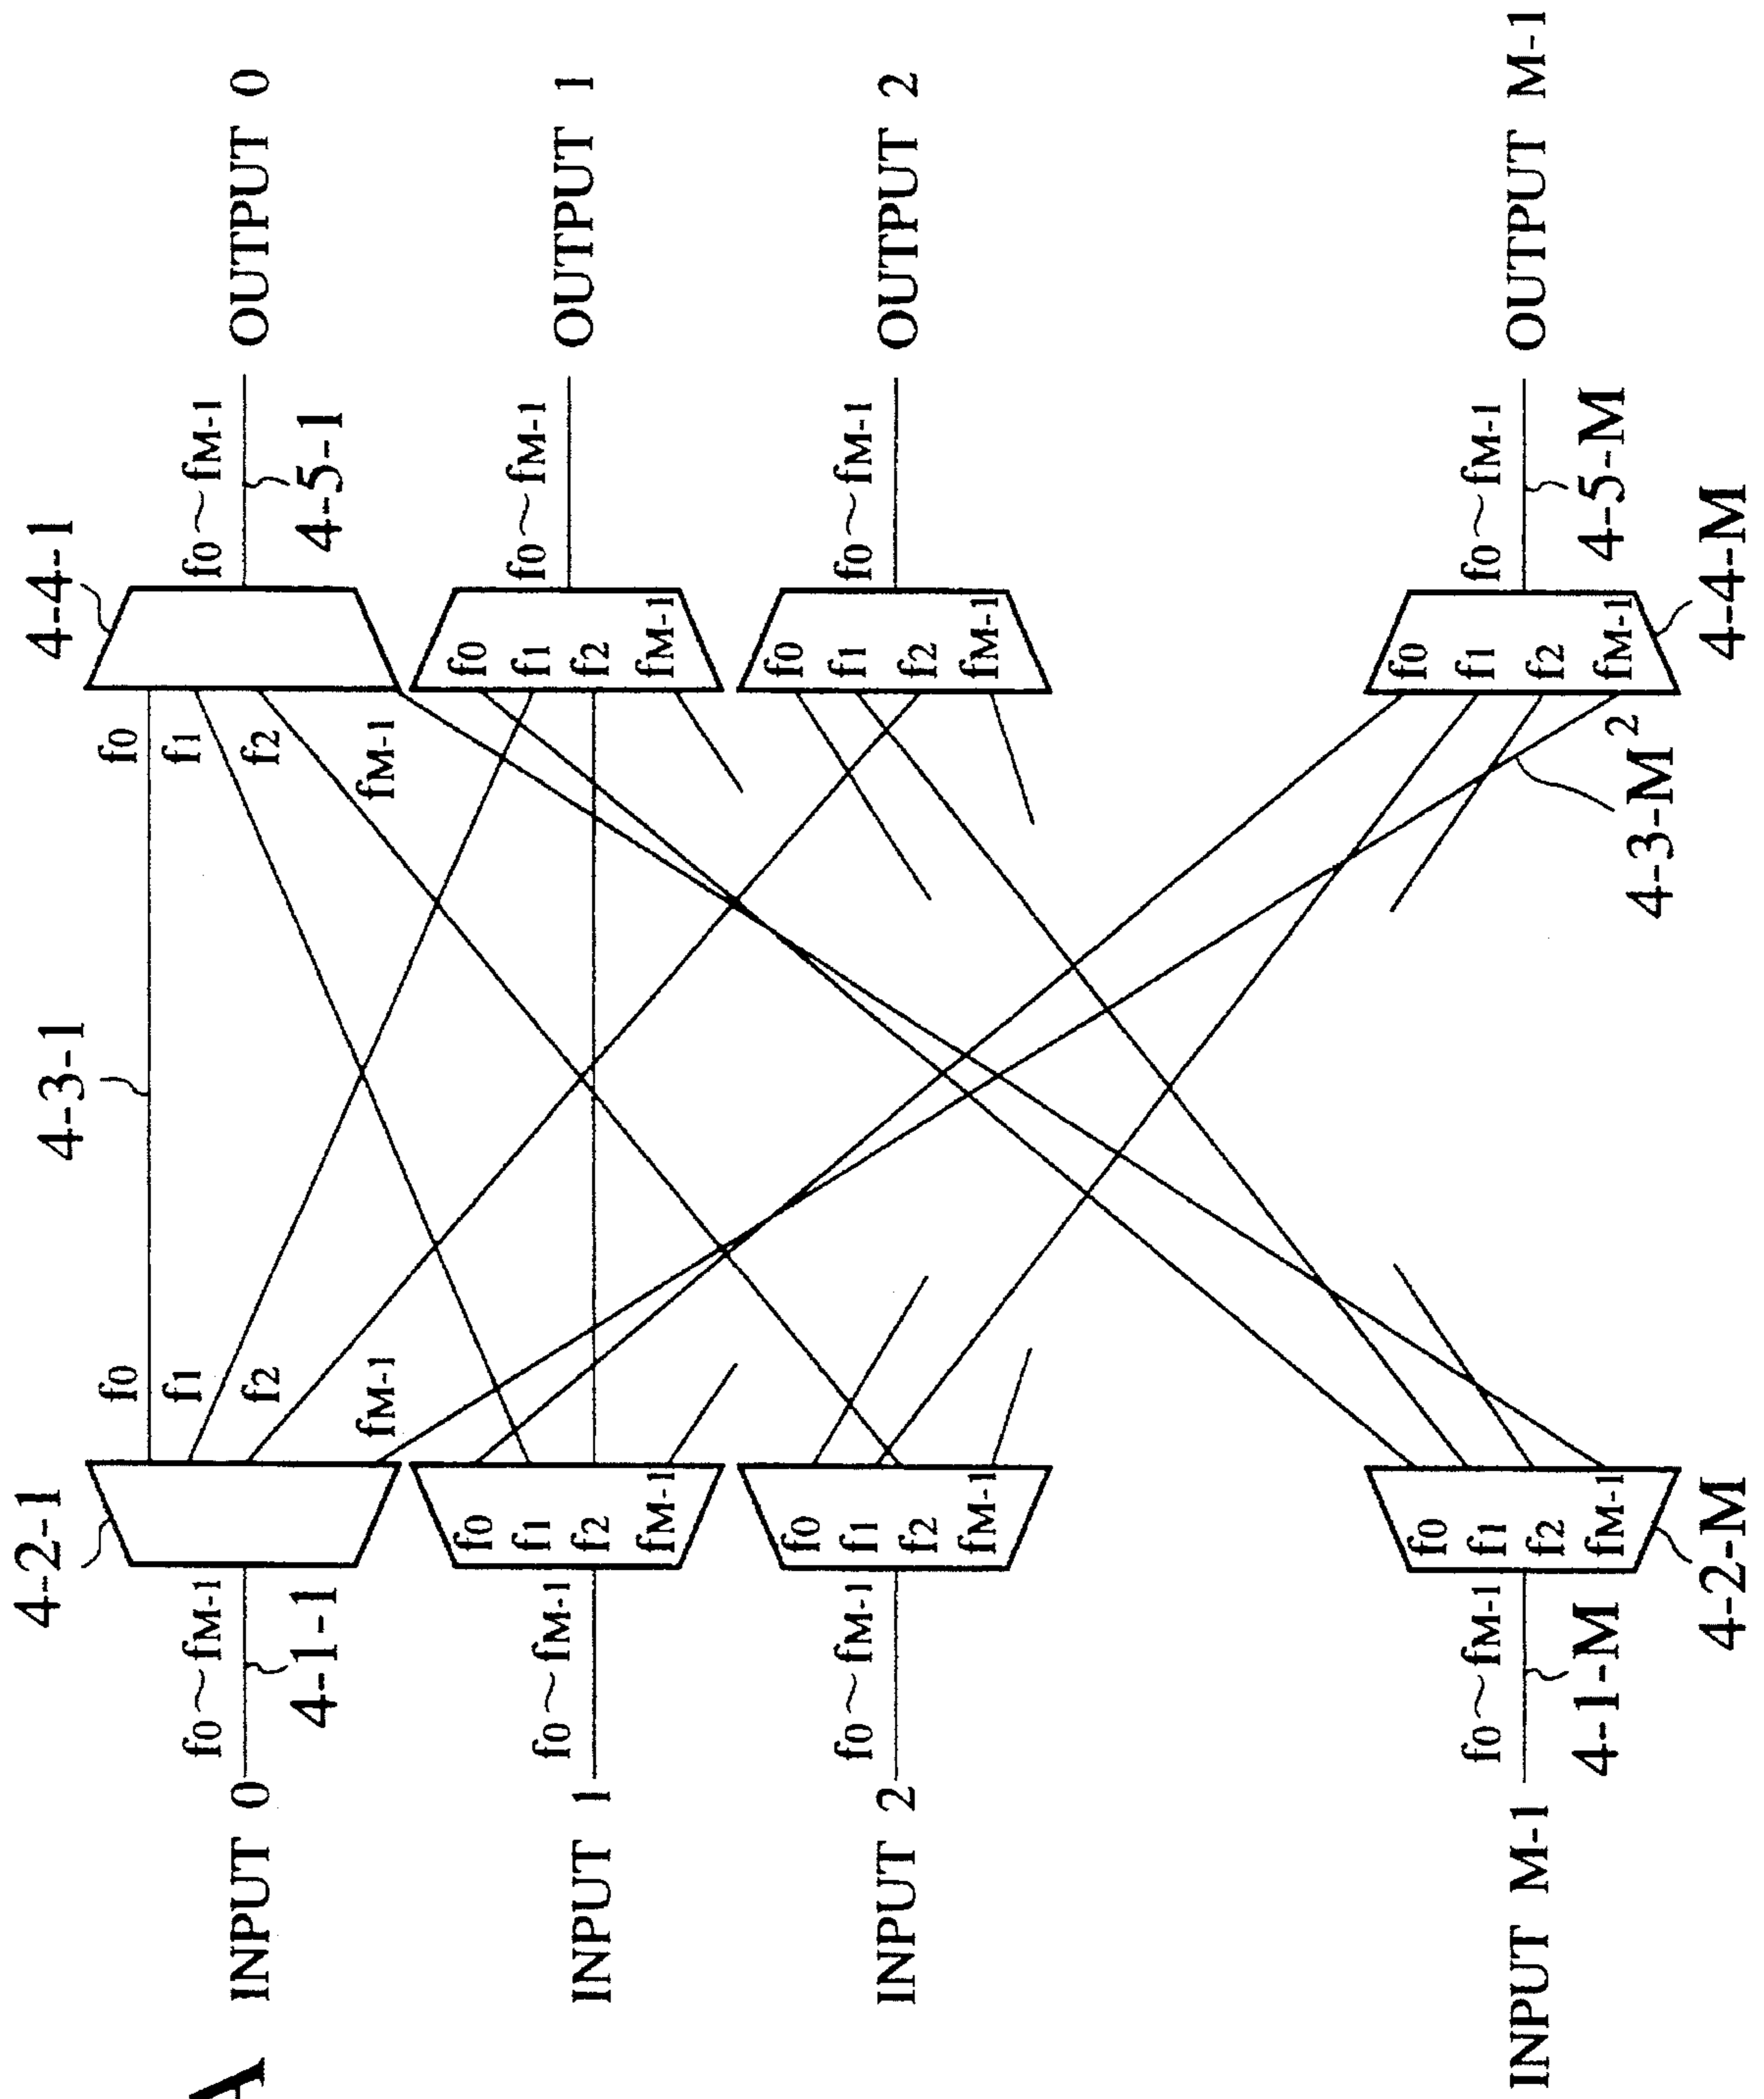 A
INPUT 0
f0~fM-1
4-1-1
4-2-1
f0
f1
f2
fM-1
4-3-1
f0
f1
f2
fM-1
4-4-1
f0~fM-1
4-5-1
OUTPUT 0
INPUT 1
f0~fM-1
f0
f1
f2
fM-1
f0
f1
f2
fM-1
f0~fM-1
OUTPUT 1
INPUT 2
f0~fM-1
f0
f1
f2
fM-1
f0
f1
f2
fM-1
f0~fM-1
OUTPUT 2
INPUT M-1
f0~fM-1
4-1-M
f0
f1
f2
fM-1
4-2-M
4-3-M²
f0
f1
f2
fM-1
4-4-M
f0~fM-1
4-5-M
OUTPUT M-1